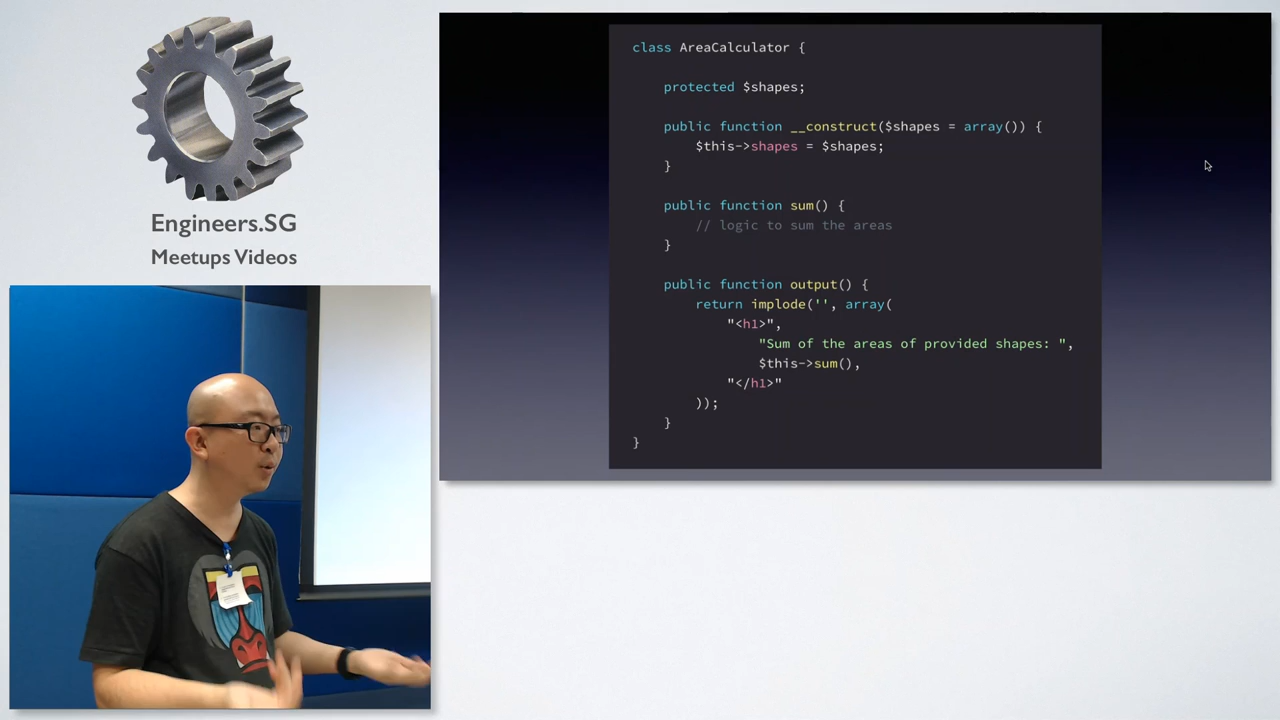 Engineers.SG
Meetups Videos
class AreaCalculator {
protected $shapes;
public function __construct($shapes = array()) {
$this->shapes = $shapes;
}
public function sum() {
// logic to sum the areas
}
public function output() {
return implode('', array(
"<h1>",
"Sum of the areas of provided shapes: ",
$this->sum(),
"</h1>"
));
}
}